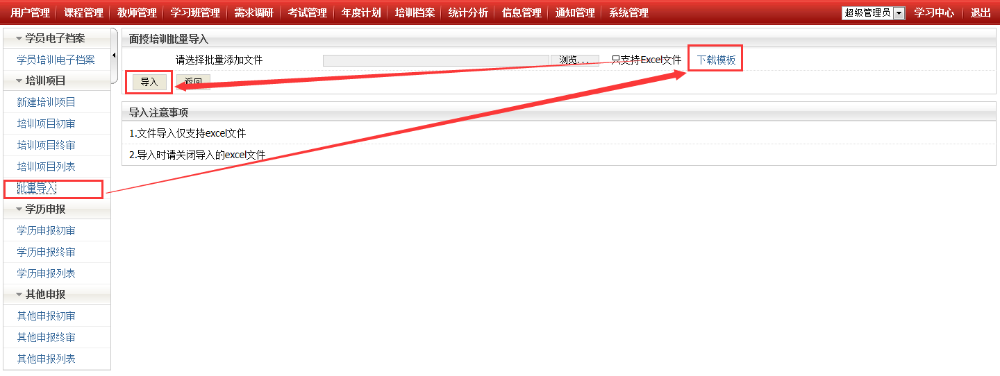 用户管理 课程管理 教师管理 学习班管理 需求调研 考试管理 年度计划 培训档案 统计分析 信息管理 通知管理 系统管理 超级管理员 学习中心 退出
学员电子档案
学员培训电子档案
培训项目
新建培训项目
培训项目初审
培训项目终审
培训项目列表
批量导入
学历申报
学历申报初审
学历申报终审
学历申报列表
其他申报
其他申报初审
其他申报终审
其他申报列表
面授培训批量导入
请选择批量添加文件 浏览... 只支持Excel文件 下载模板
导入 返回
导入注意事项
1.文件导入仅支持excel文件
2.导入时请关闭导入的excel文件